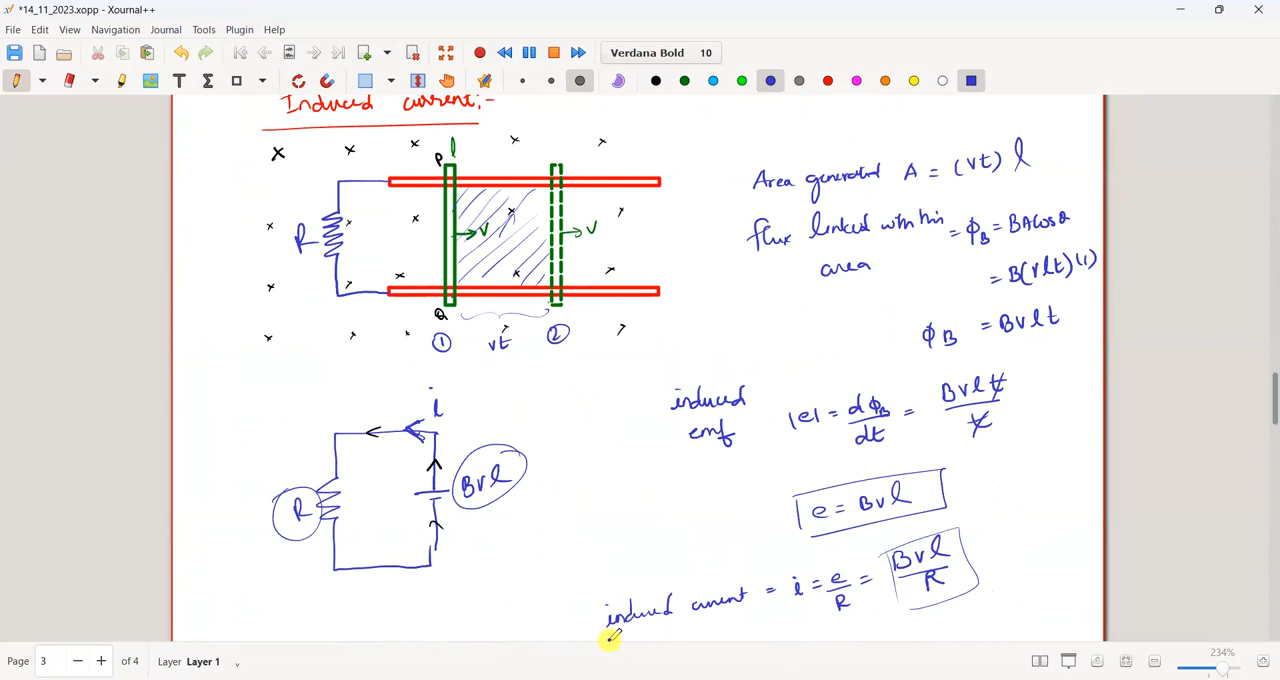 *14_11_2023.xopp - Xournal++
File Edit View Navigation Journal Tools Plugin Help
Verdana Bold 10
Induced current:-
P l
R
V V
Q
1 vt 2
Area generated A = (vt) l
flux linked with this = ϕB = BA cosθ
area = B(vlt)(1)
ϕB = Bvlt
induced emf |e| = dϕB/dt = Bvlt/t
e = Bvl
induced current = i = e/R = Bvl/R
i
R
Bvl
Page 3 of 4 Layer Layer 1
234%